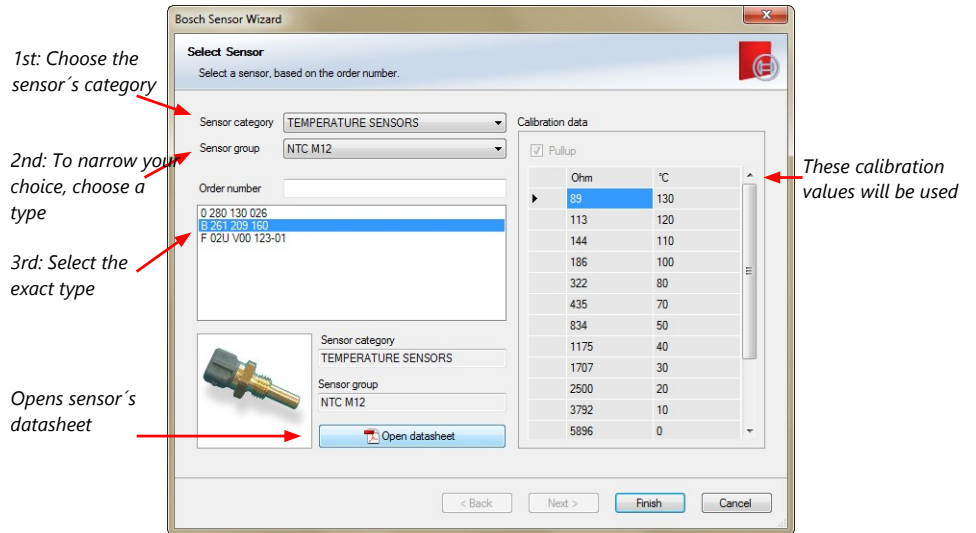 Bosch Sensor Wizard
Select Sensor
Select a sensor, based on the order number.
1st: Choose the
sensor´s category
2nd: To narrow your
choice, choose a
type
3rd: Select the
exact type
Opens sensor´s
datasheet
Sensor category TEMPERATURE SENSORS
Sensor group NTC M12
Order number
0 280 130 026
B 261 209 160
F 02U V00 123-01
Sensor category
TEMPERATURE SENSORS
Sensor group
NTC M12
Open datasheet
Calibration data
Pullup
Ohm °C
89 130
113 120
144 110
186 100
322 80
435 70
834 50
1175 40
1707 30
2500 20
3792 10
5896 0
These calibration
values will be used
< Back Next > Finish Cancel